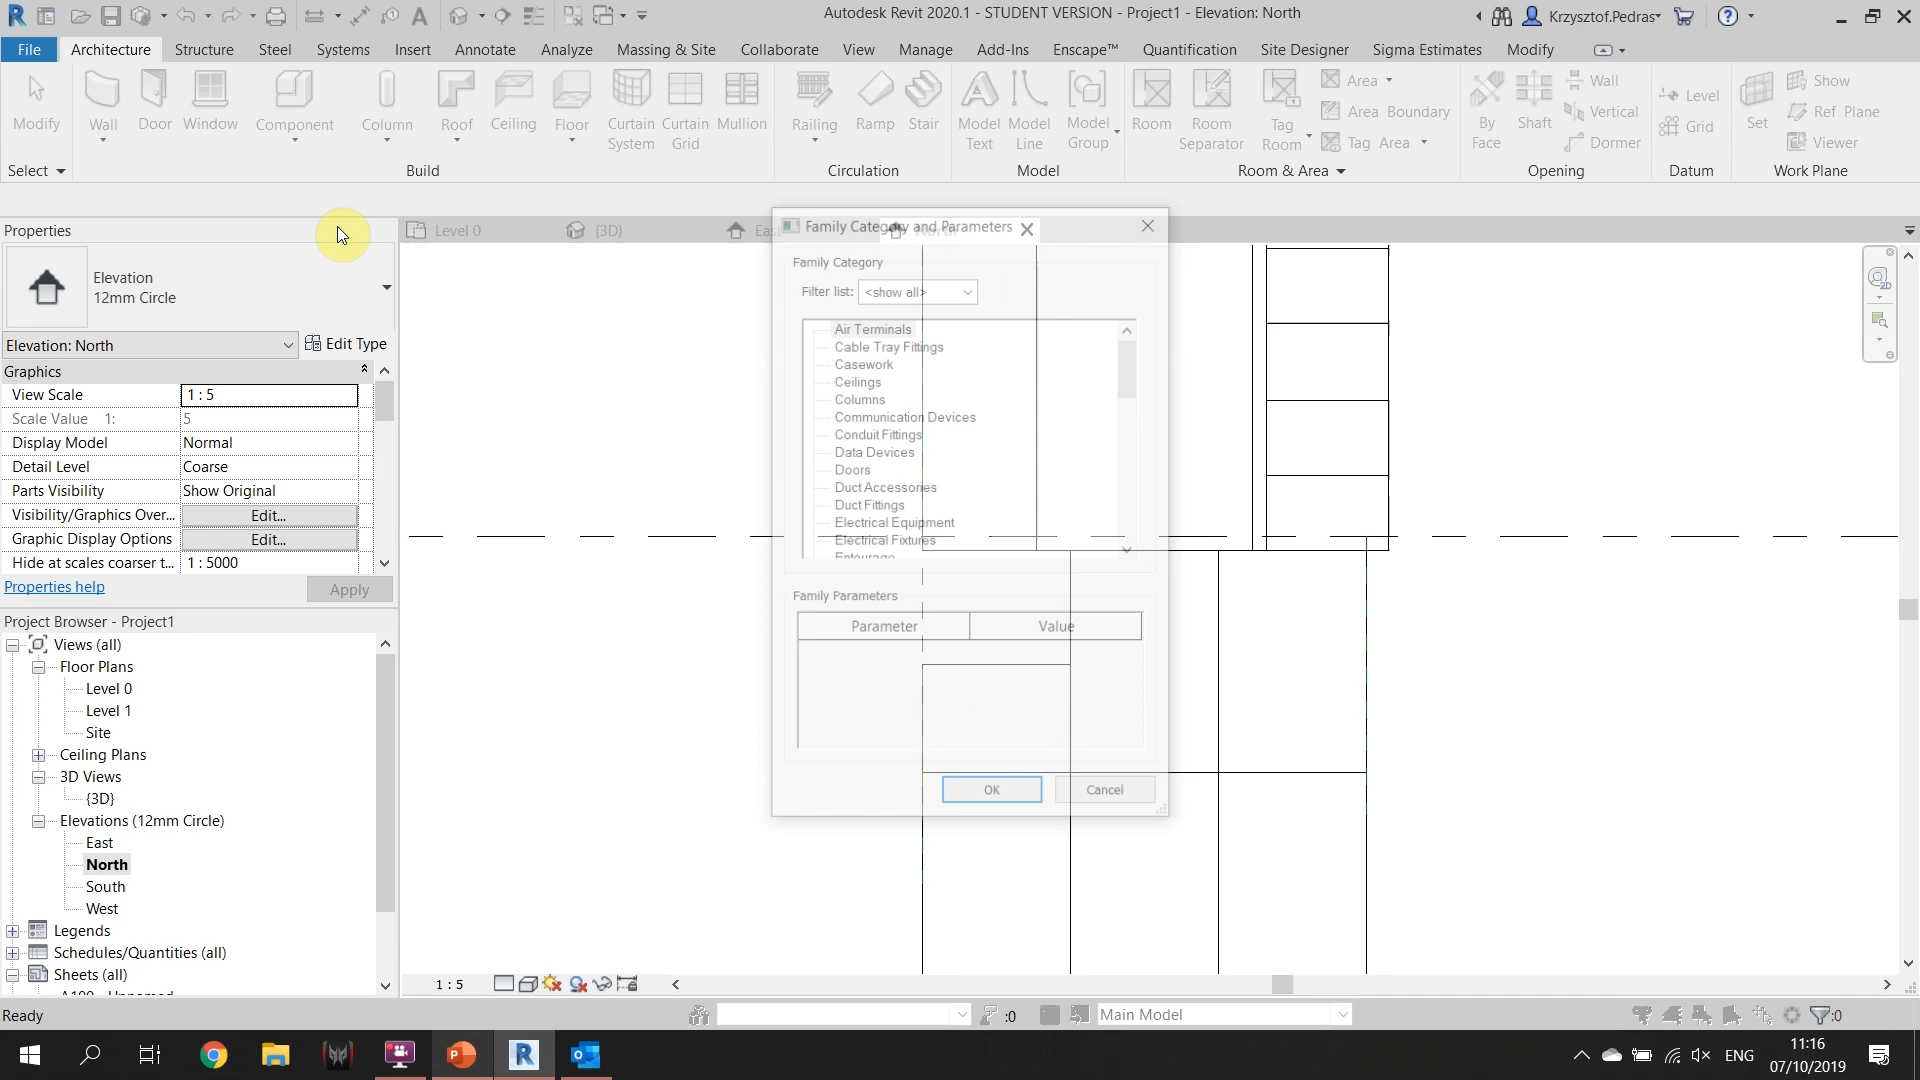 Autodesk Revit 2020.1 - STUDENT VERSION - Project1 - Elevation: North
Krzysztof.Pedras
File Architecture Structure Steel Systems Insert Annotate Analyze Massing & Site Collaborate View Manage Add-Ins Enscape™ Quantification Site Designer Sigma Estimates Modify
Modify
Wall
Door
Window
Component
Column
Roof
Ceiling
Floor
Curtain System
Curtain Grid
Mullion
Railing
Ramp
Stair
Model Text
Model Line
Model Group
Room
Room Separator
Tag Room
Area
Area Boundary
Tag Area
By Face
Shaft
Wall
Vertical
Dormer
Level
Grid
Set
Show
Ref Plane
Viewer
Select
Build
Circulation
Model
Room & Area
Opening
Datum
Work Plane
Properties
Elevation
12mm Circle
Elevation: North
Edit Type
Graphics
View Scale 1 : 5
Scale Value 1: 5
Display Model Normal
Detail Level Coarse
Parts Visibility Show Original
Visibility/Graphics Over... Edit...
Graphic Display Options Edit...
Hide at scales coarser t... 1 : 5000
Properties help
Apply
Project Browser - Project1
Views (all)
Floor Plans
Level 0
Level 1
Site
Ceiling Plans
3D Views
{3D}
Elevations (12mm Circle)
East
North
South
West
Legends
Schedules/Quantities (all)
Sheets (all)
Level 0
{3D}
2D
Family Category and Parameters
Family Category
Filter list: <show all>
Air Terminals
Cable Tray Fittings
Casework
Ceilings
Columns
Communication Devices
Conduit Fittings
Data Devices
Doors
Duct Accessories
Duct Fittings
Electrical Equipment
Electrical Fixtures
Entourage
Family Parameters
Parameter Value
OK
Cancel
1 : 5
Ready
:0
Main Model
:0
ENG
11:16
07/10/2019